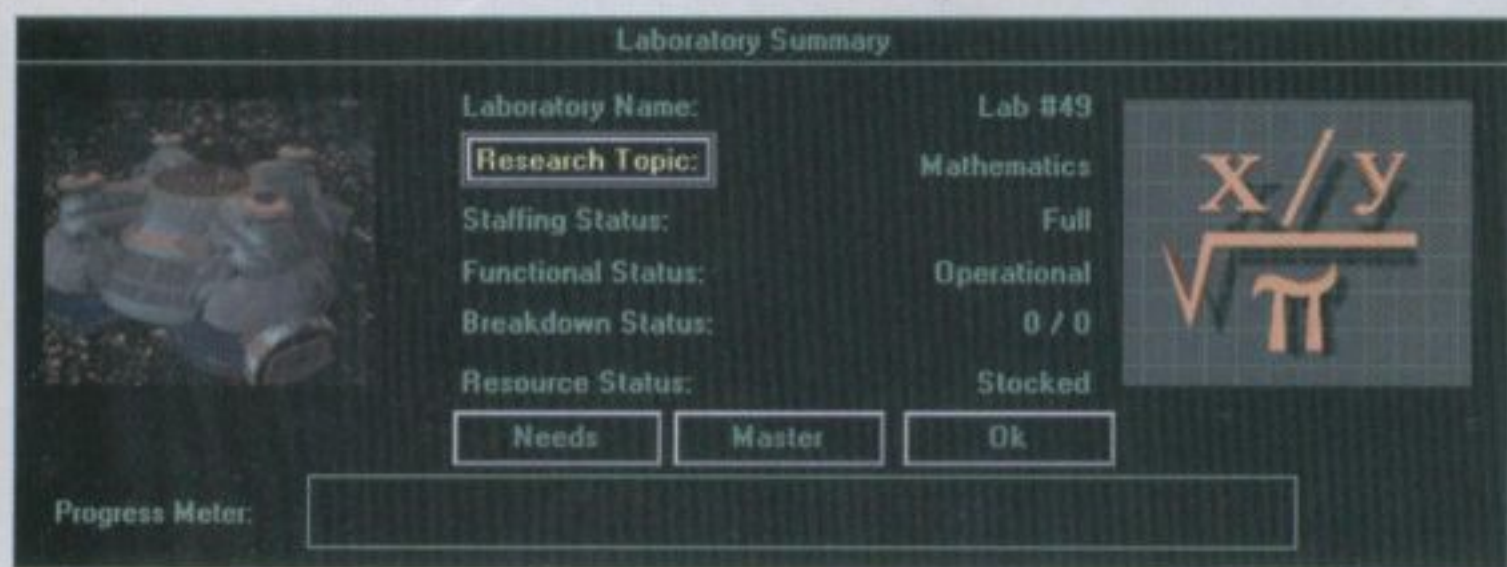 Laboratory Summary
Laboratory Name: Lab #49
Research Topic: Mathematics
Staffing Status: Full
Functional Status: Operational
Breakdown Status: 0 / 0
Resource Status: Stocked
Needs Master Ok
Progress Meter:
x/y
√π